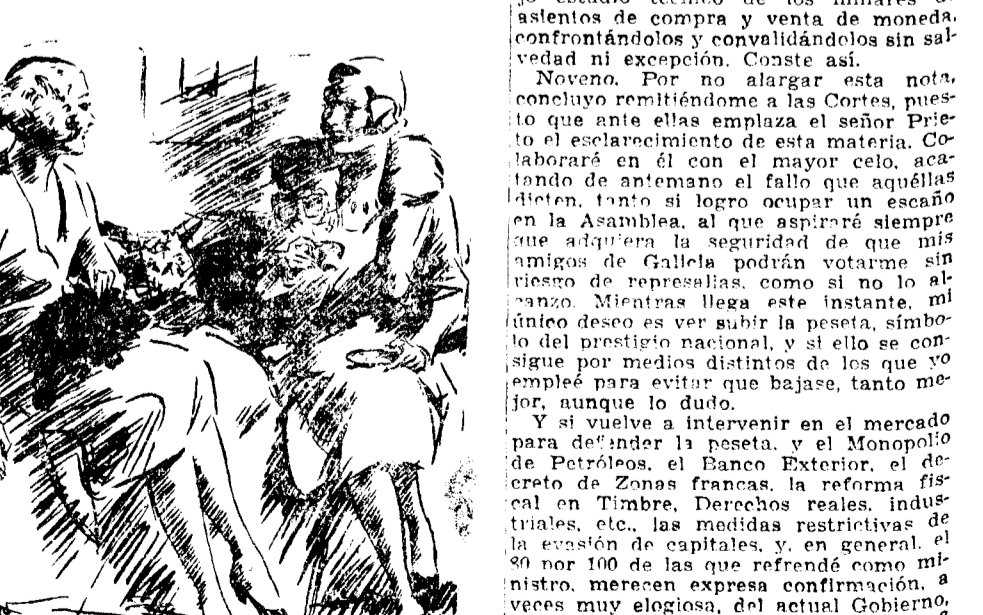 jo estudio técnico de los millares de
asientos de compra y venta de moneda,
confrontándolos y convalidándolos sin sal-
vedad ni excepción. Conste así.
Noveno. Por no alargar esta nota,
concluyo remitiéndome a las Cortes, pues-
to que ante ellas emplaza el señor Prie-
to el esclarecimiento de esta materia. Co-
laboraré en él con el mayor celo, aca-
tando de antemano el fallo que aquéllas
dicten, tanto si logro ocupar un escaño
en la Asamblea, al que aspiraré siempre
que adquiera la seguridad de que mis
amigos de Galicia podrán votarme sin
riesgo de represalias, como si no lo al-
canzo. Mientras llega este instante, mi
único deseo es ver subir la peseta, símbo-
lo del prestigio nacional, y si ello se con-
sigue por medios distintos de los que yo
empleé para evitar que bajase, tanto me-
jor, aunque lo dudo.
Y si vuelve a intervenir en el mercado
para defender la peseta, y el Monopolio
de Petróleos, el Banco Exterior, el de-
creto de Zonas francas, la reforma fis-
cal en Timbre, Derechos reales, indus-
triales, etc., las medidas restrictivas de
la evasión de capitales, y, en general, el
80 por 100 de las que refrendé como mi-
nistro, merecen expresa confirmación, a
veces muy elogiosa, del actual Gobierno,